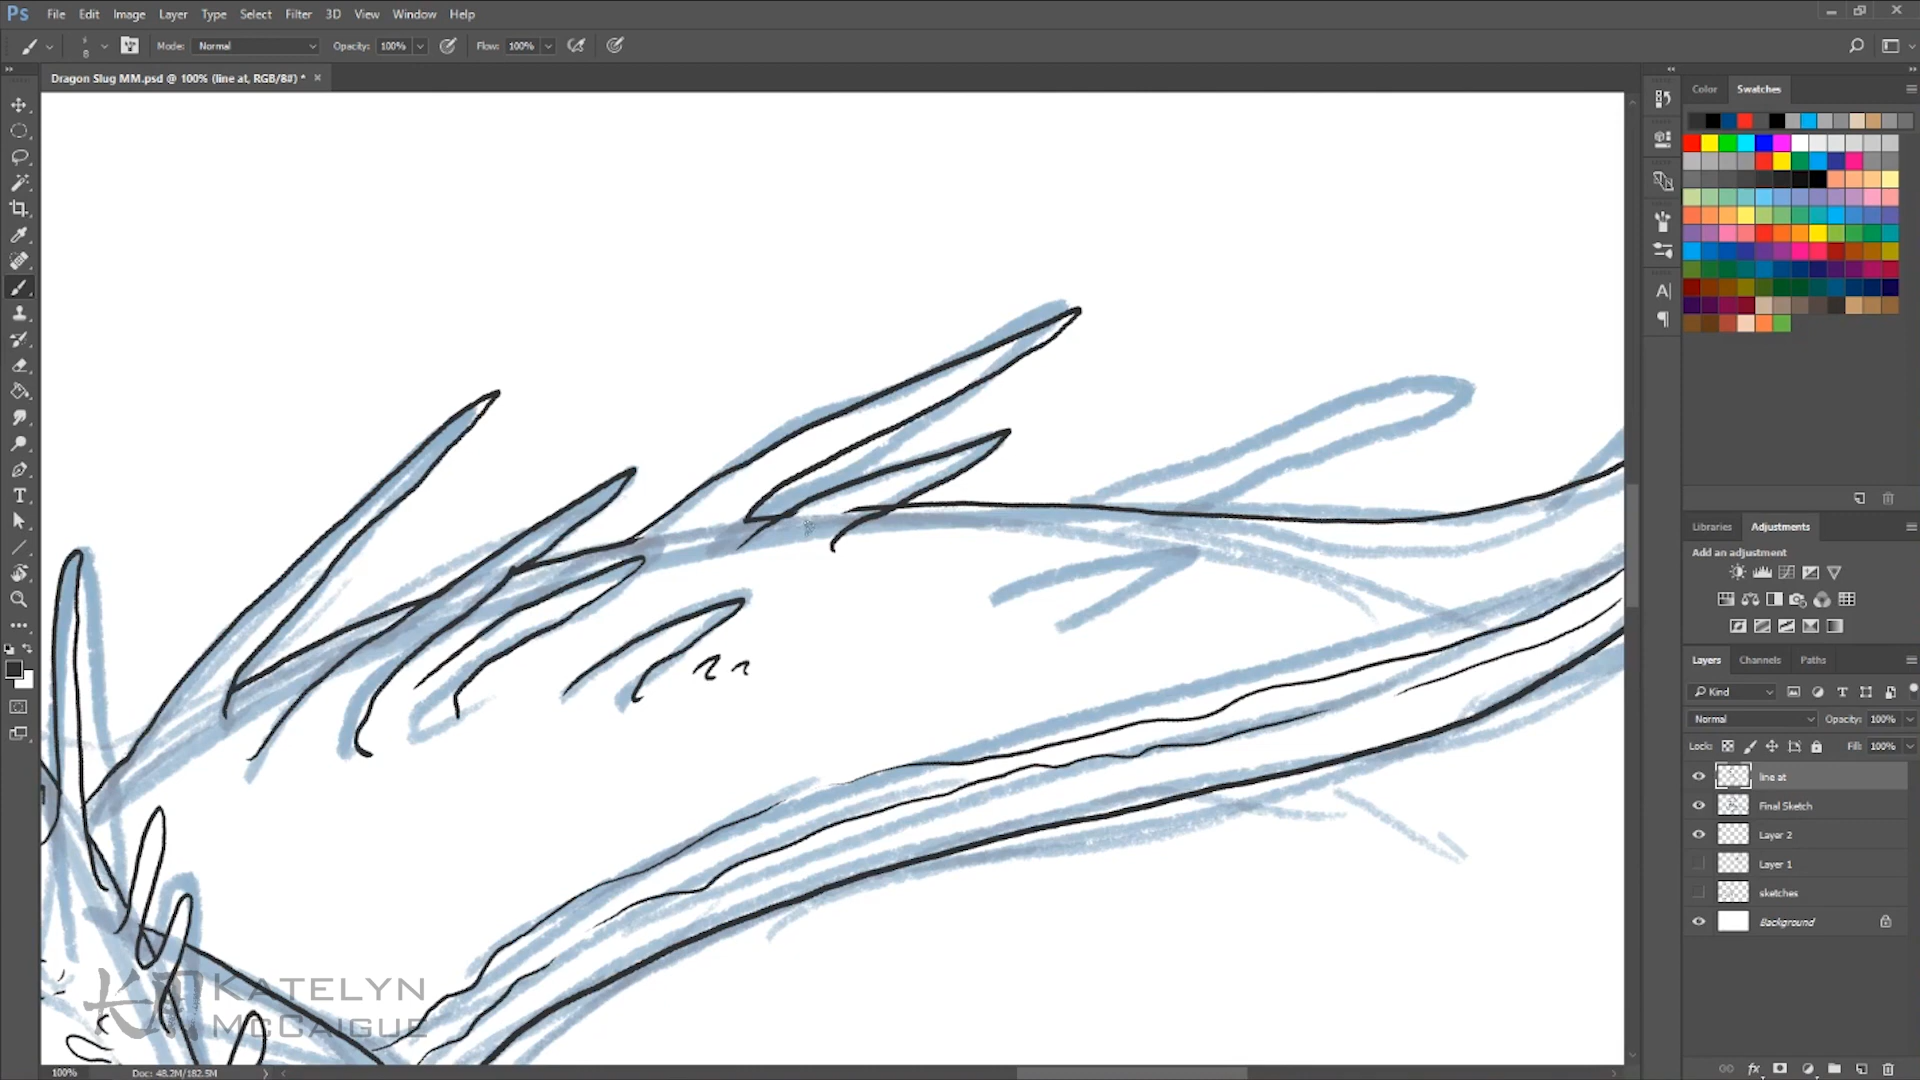 Ps File Edit Image Layer Type Select Filter 3D View Window Help
8 Mode: Normal Opacity: 100% Flow: 100%
Dragon Slug MM.psd @ 100% (line at, RGB/8#) * ×
Color Swatches
Libraries Adjustments
Add an adjustment
Layers Channels Paths
Kind
Normal Opacity: 100%
Lock: Fill: 100%
line at
Final Sketch
Layer 2
Layer 1
sketches
Background
KATELYN
MCCAIGUE
100% Doc: 48.2M/182.5M